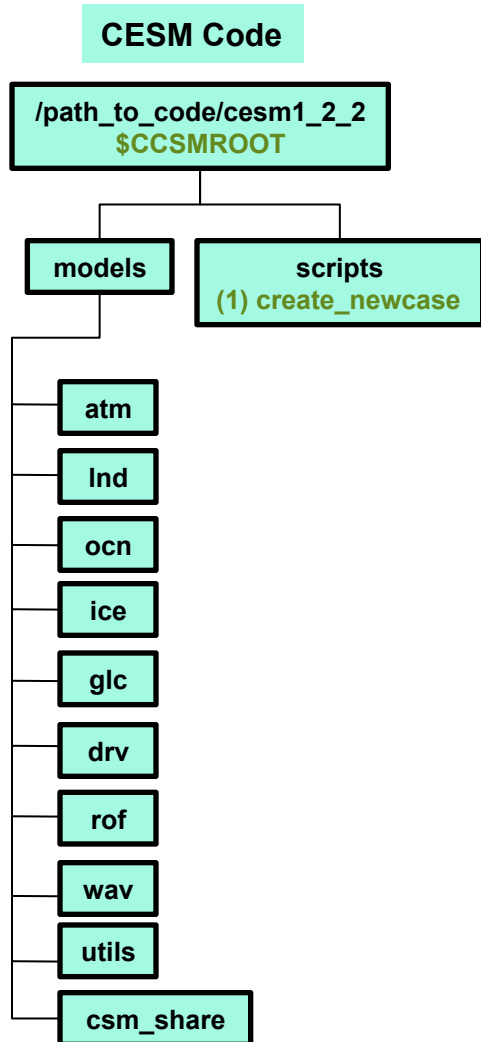 CESM Code
/path_to_code/cesm1_2_2
$CCSMROOT
models
scripts
(1) create_newcase
atm
lnd
ocn
ice
glc
drv
rof
wav
utils
csm_share